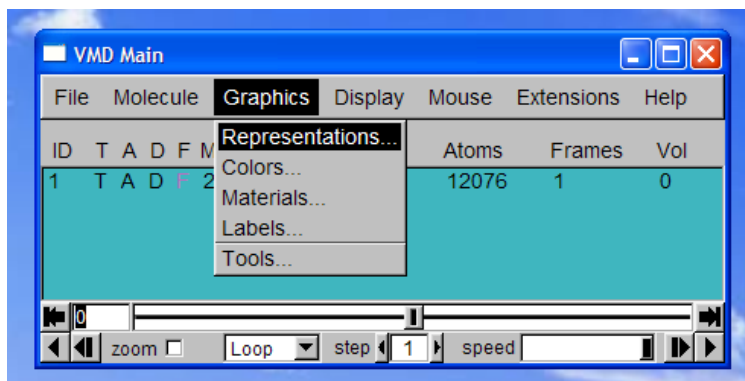 VMD Main
File Molecule Graphics Display Mouse Extensions Help
ID T A D F M Atoms Frames Vol
1 T A D F 2 12076 1 0
Representations...
Colors...
Materials...
Labels...
Tools...
0
zoom Loop step 1 speed